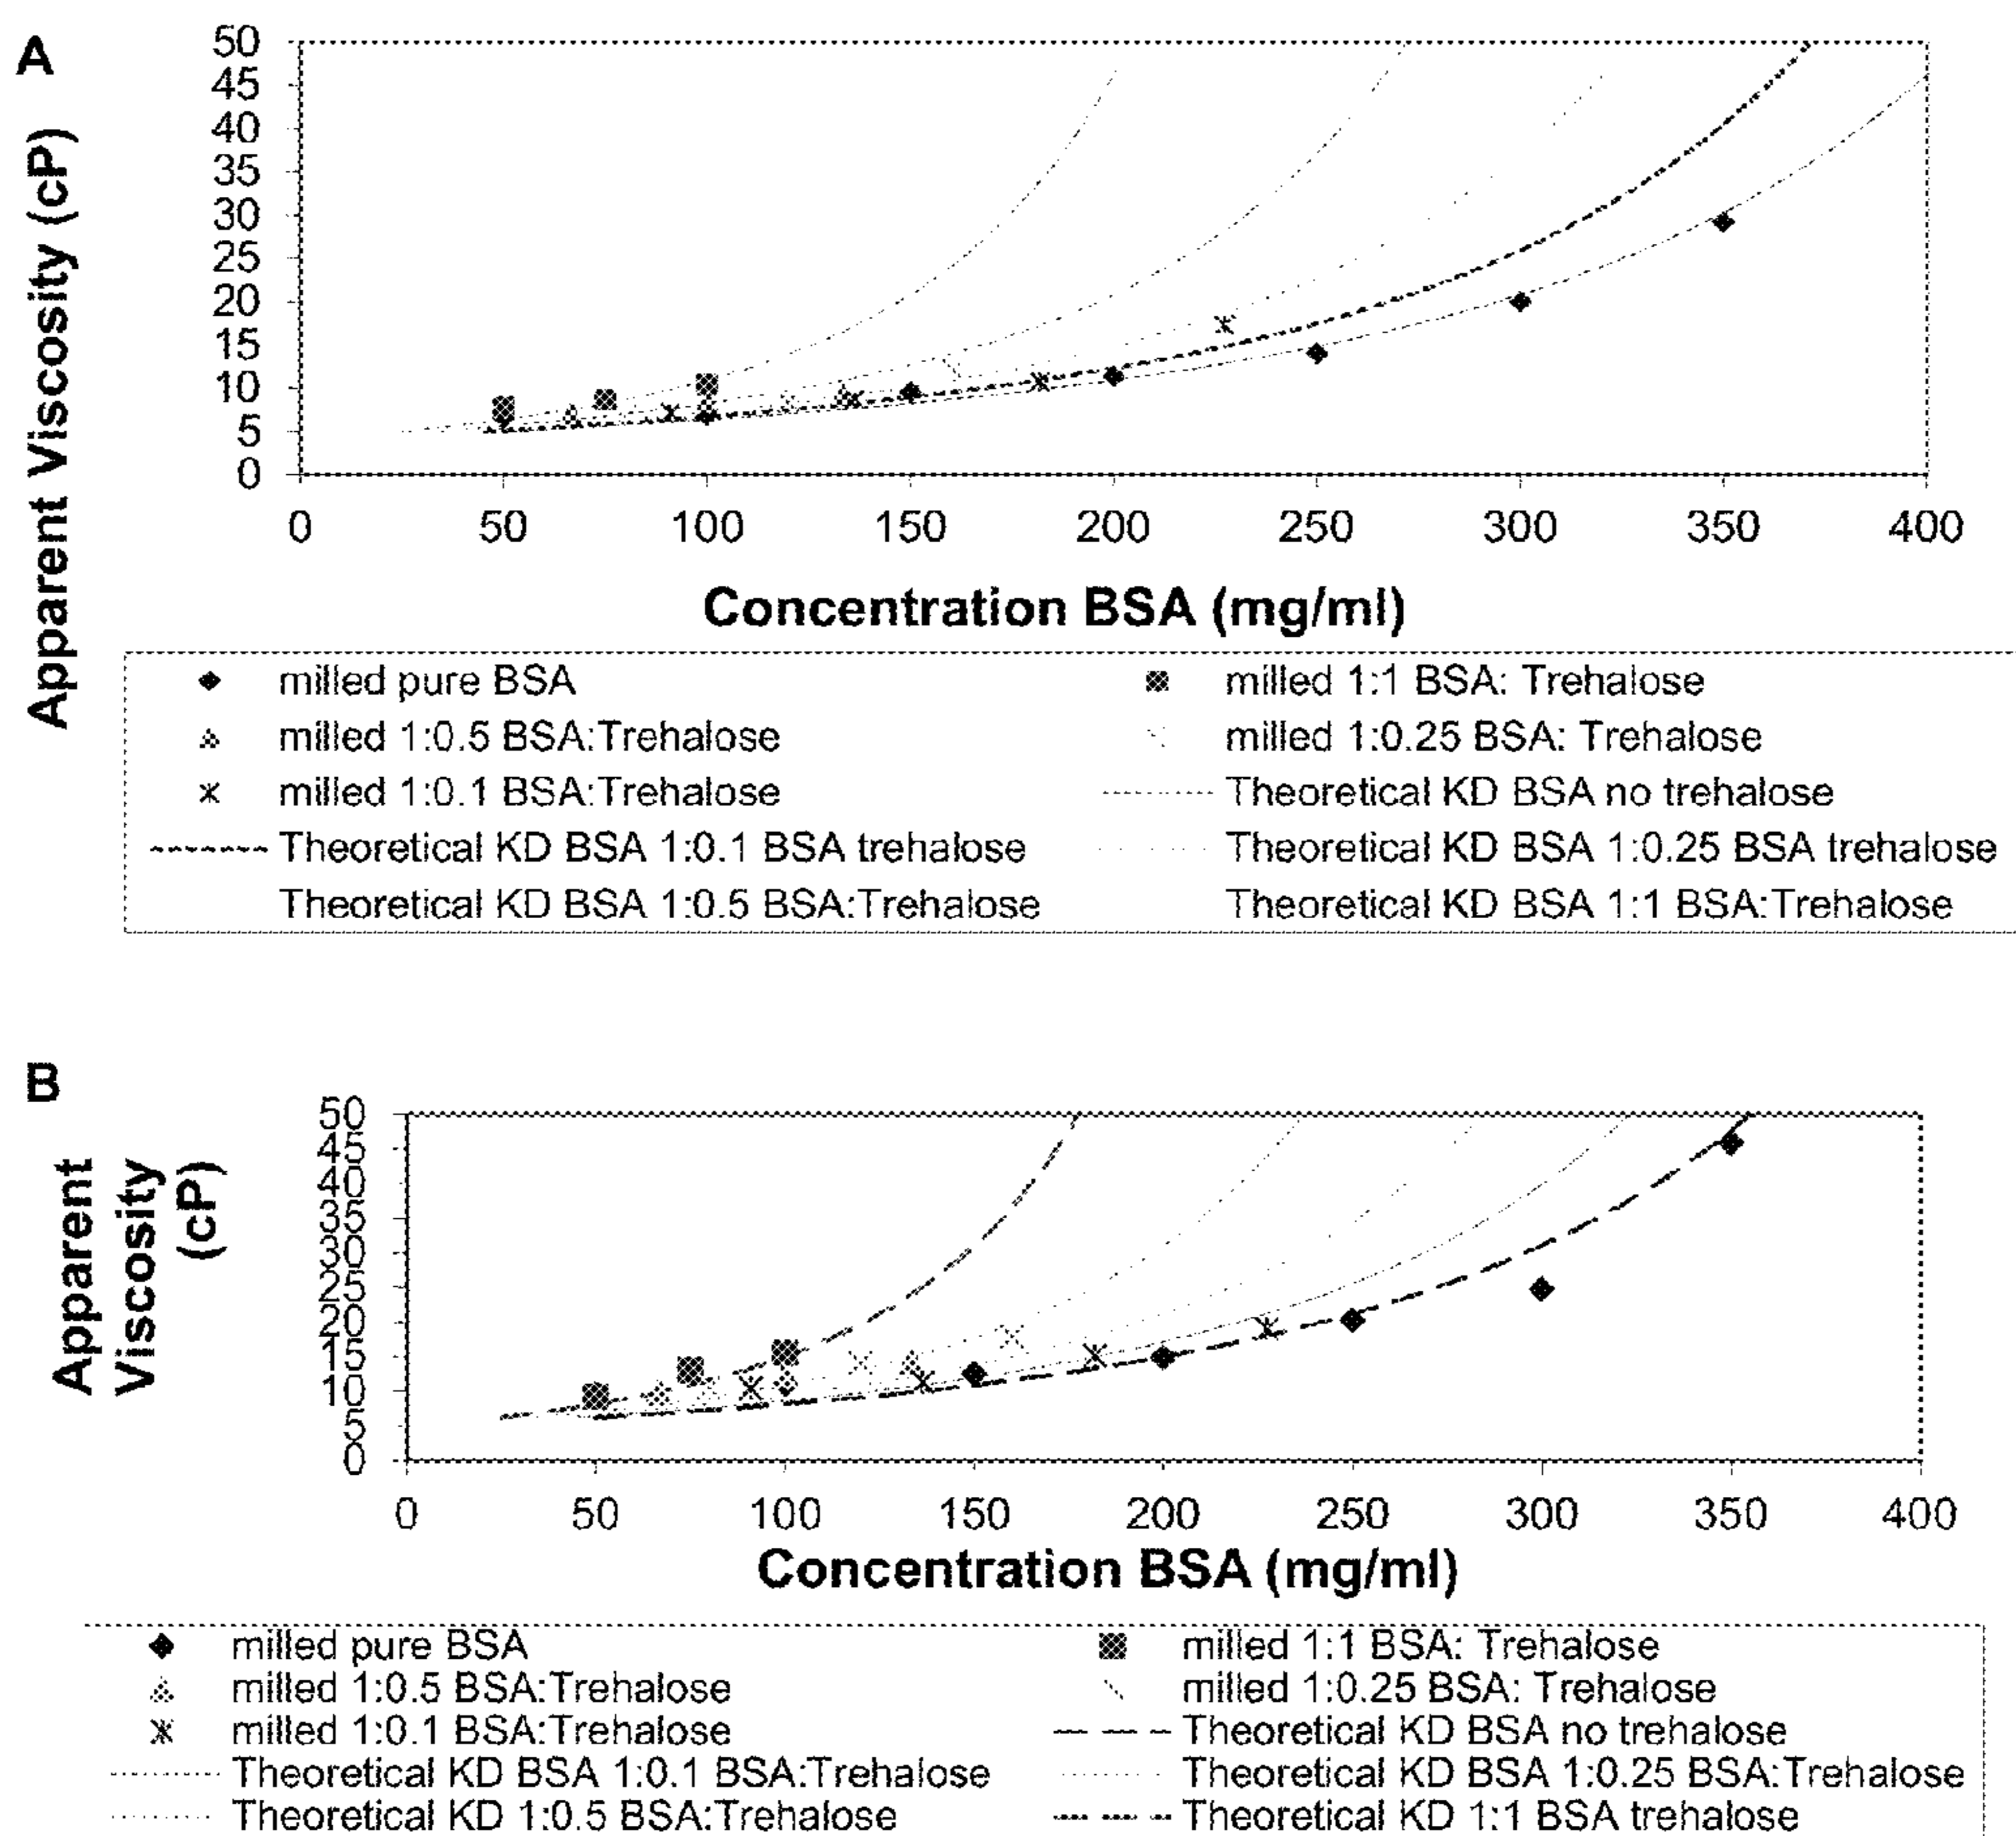 A
Apparent Viscosity (cP)
50
45
40
35
30
25
20
15
10
5
0
0 50 100 150 200 250 300 350 400
Concentration BSA (mg/ml)
milled pure BSA
milled 1:1 BSA: Trehalose
milled 1:0.5 BSA:Trehalose
milled 1:0.25 BSA: Trehalose
milled 1:0.1 BSA:Trehalose
Theoretical KD BSA no trehalose
Theoretical KD BSA 1:0.1 BSA trehalose
Theoretical KD BSA 1:0.25 BSA trehalose
Theoretical KD BSA 1:0.5 BSA:Trehalose
Theoretical KD BSA 1:1 BSA:Trehalose
B
Apparent
Viscosity
(cP)
50
45
40
35
30
25
20
15
10
5
0
0 50 100 150 200 250 300 350 400
Concentration BSA (mg/ml)
milled pure BSA
milled 1:1 BSA: Trehalose
milled 1:0.5 BSA:Trehalose
milled 1:0.25 BSA: Trehalose
milled 1:0.1 BSA:Trehalose
Theoretical KD BSA no trehalose
Theoretical KD BSA 1:0.1 BSA:Trehalose
Theoretical KD BSA 1:0.25 BSA:Trehalose
Theoretical KD 1:0.5 BSA:Trehalose
Theoretical KD 1:1 BSA trehalose